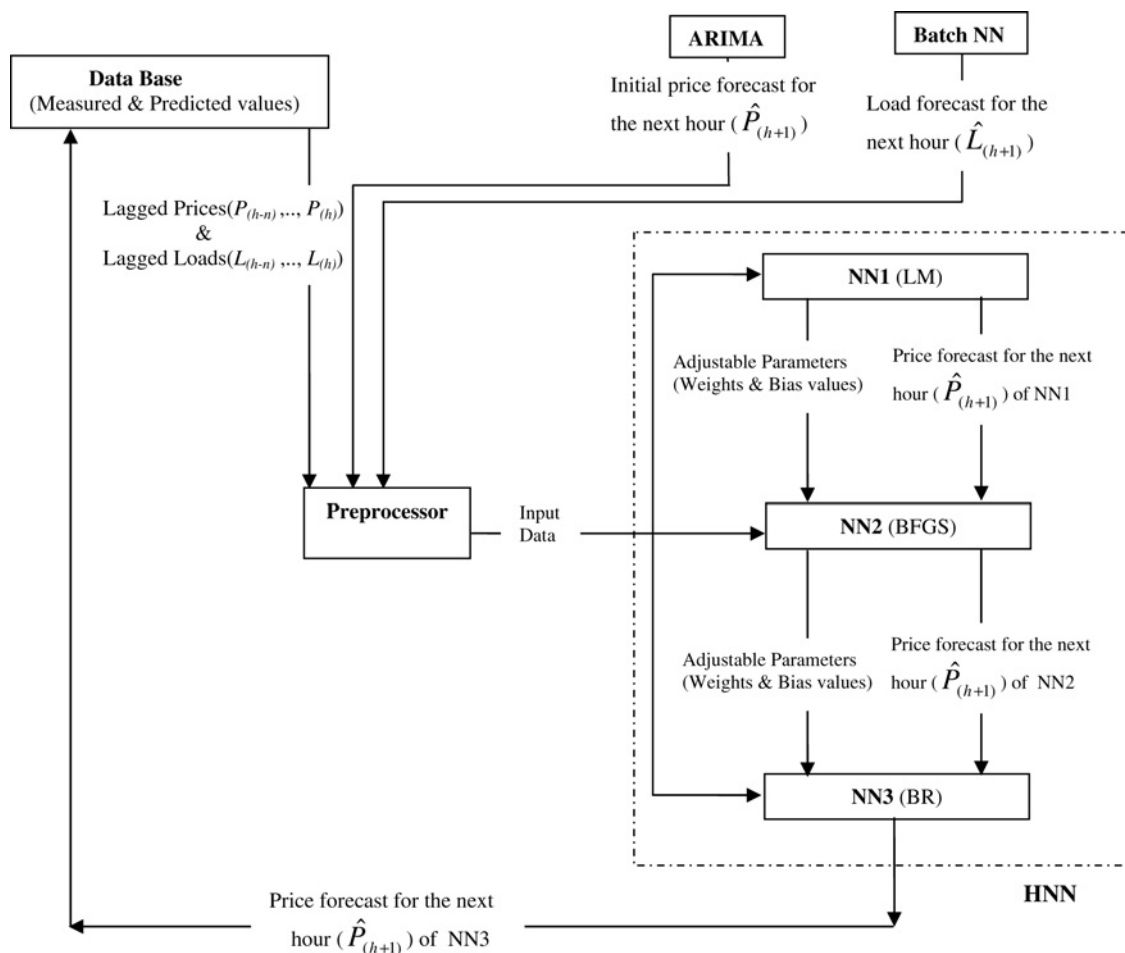 ARIMA
Batch NN
Data Base
(Measured & Predicted values)
Initial price forecast for
the next hour ( P̂(h+1) )
Load forecast for the
next hour ( L̂(h+1) )
Lagged Prices(P(h-n) ,.., P(h))
&
Lagged Loads(L(h-n) ,.., L(h))
NN1 (LM)
Adjustable Parameters
(Weights & Bias values)
Price forecast for the next
hour ( P̂(h+1) ) of NN1
Preprocessor
Input
Data
NN2 (BFGS)
Adjustable Parameters
(Weights & Bias values)
Price forecast for the next
hour ( P̂(h+1) ) of NN2
NN3 (BR)
HNN
Price forecast for the next
hour ( P̂(h+1) ) of NN3